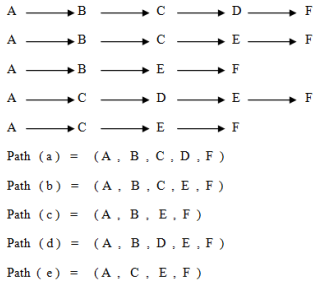 A B C D F
A B C E F
A B E F
A C D E F
A C E F
Path (a) = (A, B, C, D, F)
Path (b) = (A, B, C, E, F)
Path (c) = (A, B, E, F)
Path (d) = (A, B, D, E, F)
Path (e) = (A, C, E, F)